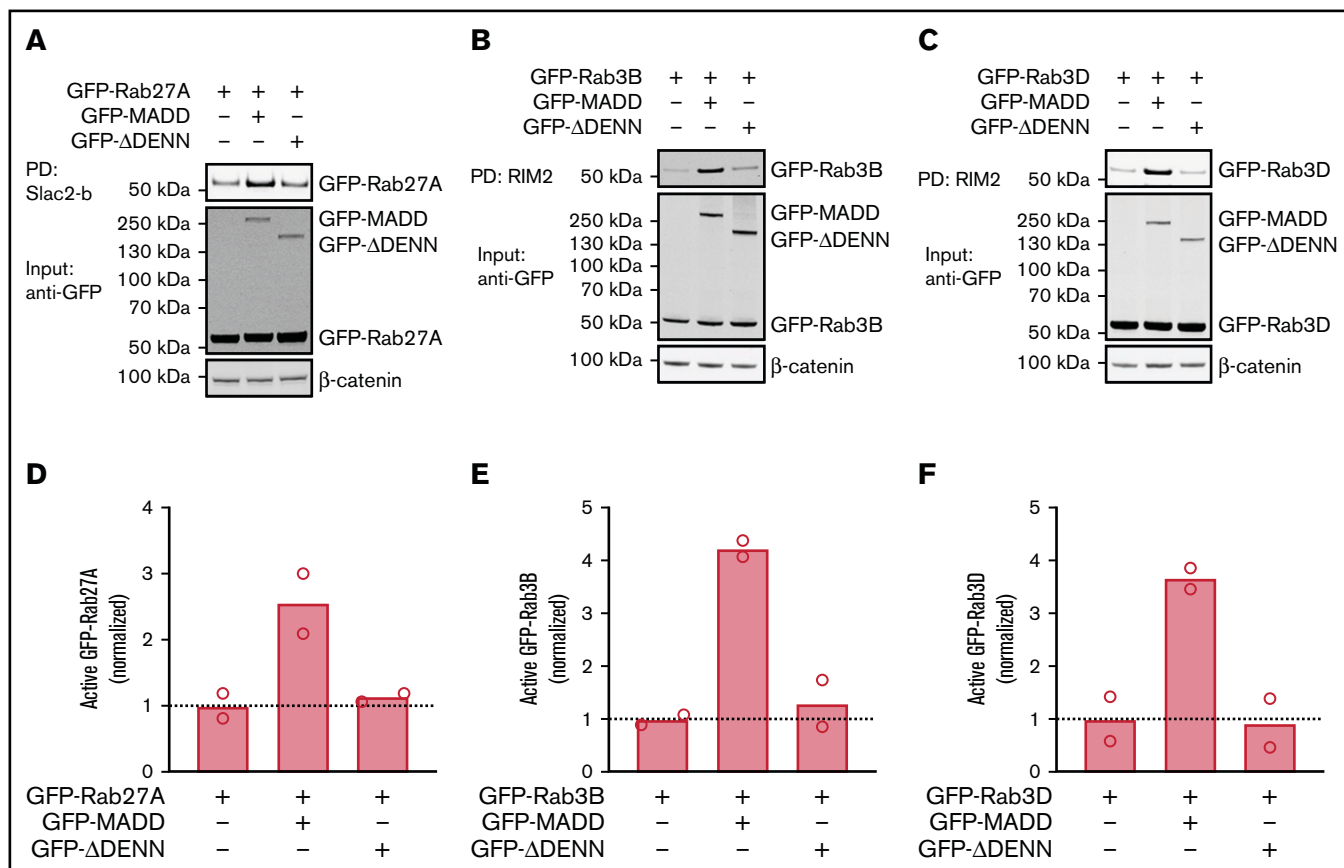 A
GFP-Rab27A + + +
GFP-MADD – + –
GFP-ΔDENN – – +
PD:
Slac2-b
50 kDa
GFP-Rab27A
250 kDa
130 kDa
100 kDa
70 kDa
50 kDa
Input:
anti-GFP
GFP-MADD
GFP-ΔDENN
GFP-Rab27A
100 kDa
β-catenin
B
GFP-Rab3B + + +
GFP-MADD – + –
GFP-ΔDENN – – +
PD: RIM2
50 kDa
GFP-Rab3B
250 kDa
130 kDa
100 kDa
70 kDa
50 kDa
Input:
anti-GFP
GFP-MADD
GFP-ΔDENN
GFP-Rab3B
100 kDa
β-catenin
C
GFP-Rab3D + + +
GFP-MADD – + –
GFP-ΔDENN – – +
PD: RIM2
50 kDa
GFP-Rab3D
250 kDa
130 kDa
100 kDa
70 kDa
50 kDa
Input:
anti-GFP
GFP-MADD
GFP-ΔDENN
GFP-Rab3D
100 kDa
β-catenin
D
Active GFP-Rab27A
(normalized)
4
3
2
1
0
GFP-Rab27A + + +
GFP-MADD – + –
GFP-ΔDENN – – +
E
Active GFP-Rab3B
(normalized)
5
4
3
2
1
0
GFP-Rab3B + + +
GFP-MADD – + –
GFP-ΔDENN – – +
F
Active GFP-Rab3D
(normalized)
5
4
3
2
1
0
GFP-Rab3D + + +
GFP-MADD – + –
GFP-ΔDENN – – +